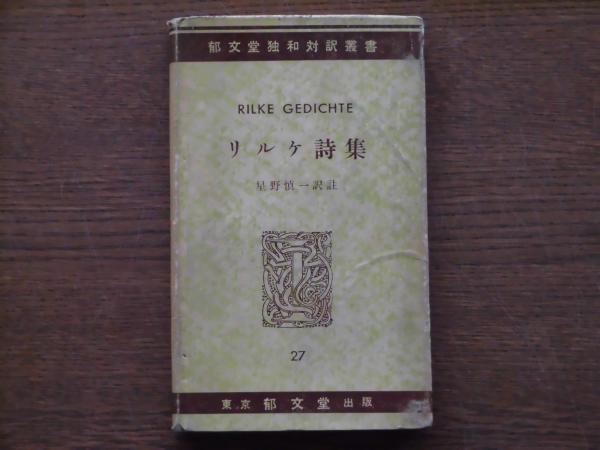 郁文堂独和対訳叢書
RILKE GEDICHTE
リルケ詩集
星野慎一訳註
27
東京 郁文堂 出版